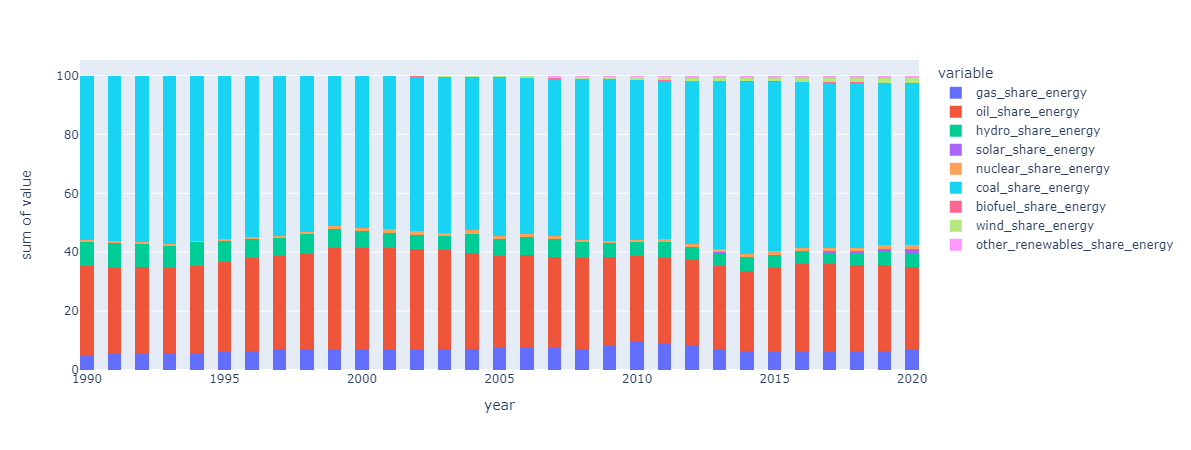 100
80
60
40
20
0
sum of value
1990
1995
2000
2005
2010
2015
2020
year
variable
gas_share_energy
oil_share_energy
hydro_share_energy
solar_share_energy
nuclear_share_energy
coal_share_energy
biofuel_share_energy
wind_share_energy
other_renewables_share_energy